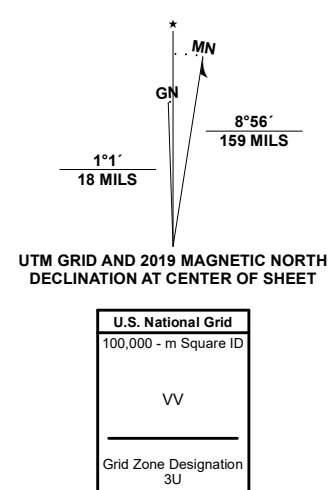 ★
MN
GN
8°56´
159 MILS
1°1´
18 MILS
UTM GRID AND 2019 MAGNETIC NORTH
DECLINATION AT CENTER OF SHEET
U.S. National Grid
100,000 - m Square ID
VV
Grid Zone Designation
3U